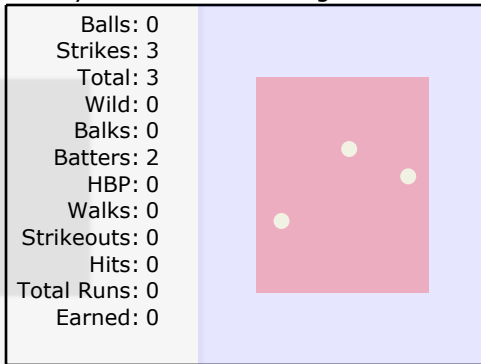 Balls: 0
Strikes: 3
Total: 3
Wild: 0
Balks: 0
Batters: 2
HBP: 0
Walks: 0
Strikeouts: 0
Hits: 0
Total Runs: 0
Earned: 0